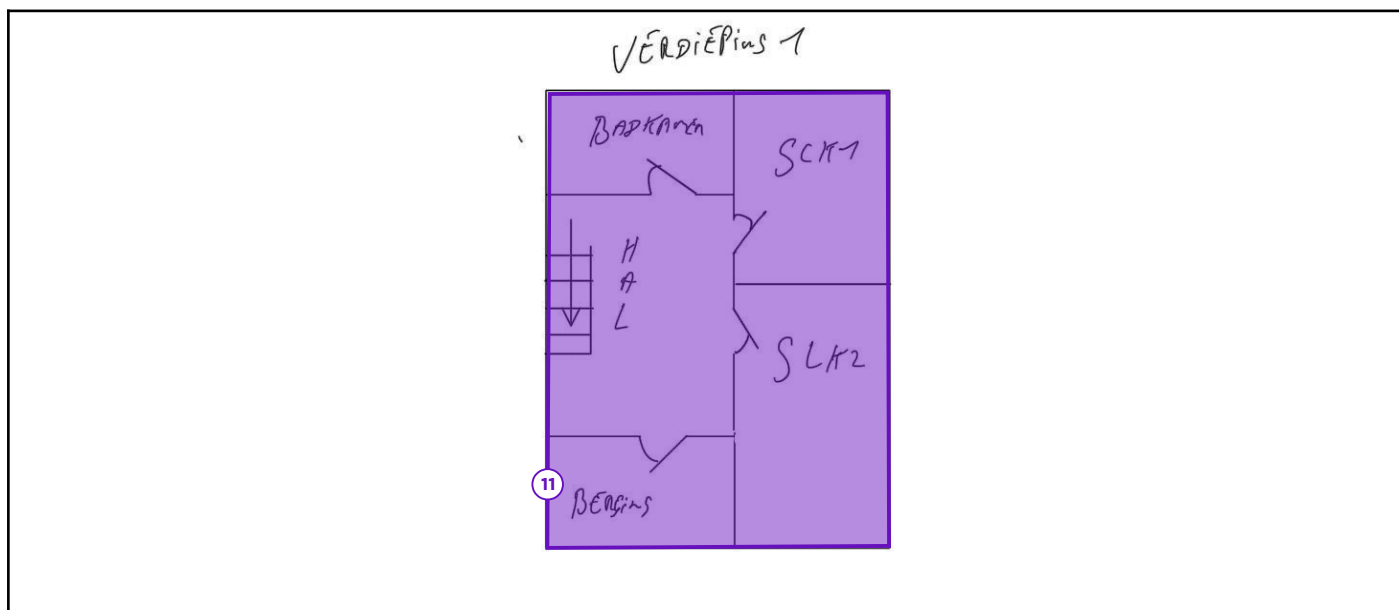 VERDiEPing 1
BADKAMER
SLK1
H
A
L
SLK2
11
BERGing